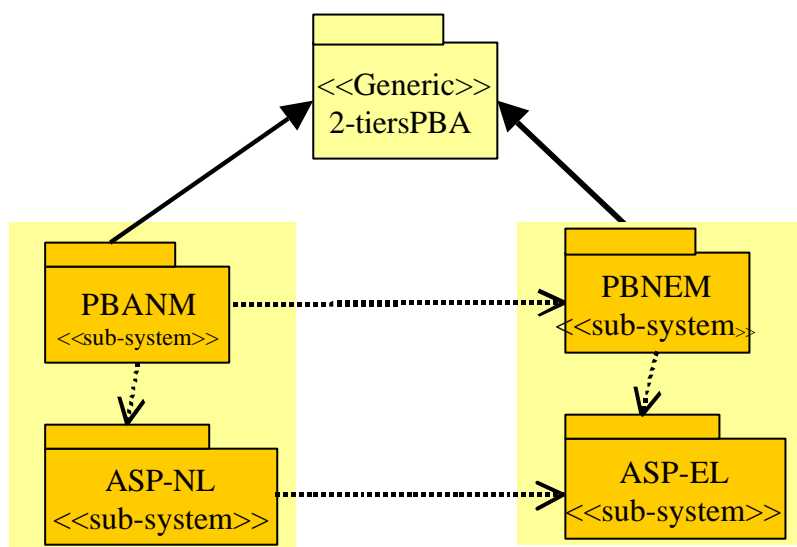 <<Generic>>
2-tiersPBA
PBANM
<<sub-system>>
PBNEM
<<sub-system>>
ASP-NL
<<sub-system>>
ASP-EL
<<sub-system>>